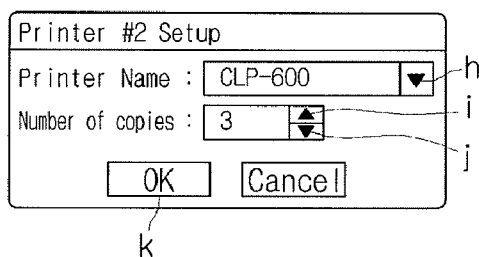 Printer #2 Setup
Printer Name : CLP-600
h
Number of copies : 3
i
j
OK Cancel
k